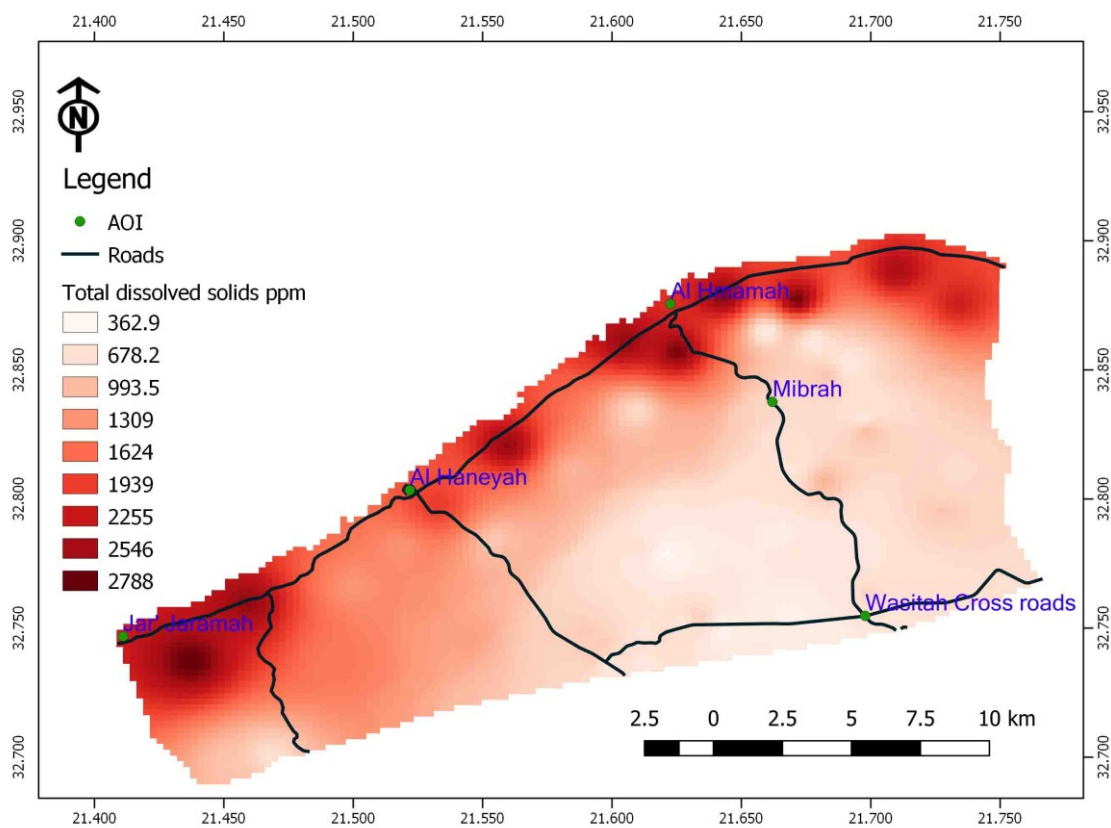 21.400 21.450 21.500 21.550 21.600 21.650 21.700 21.750
32.950
32.900
32.850
32.800
32.750
32.700
N
Legend
AOI
Roads
Total dissolved solids ppm
362.9
678.2
993.5
1309
1624
1939
2255
2546
2788
Al Hmamah
Mibrah
Al Haneyah
Jar' Jaramah
Wasitah Cross roads
2.5 0 2.5 5 7.5 10 km
32.950
32.900
32.850
32.800
32.750
32.700
21.400 21.450 21.500 21.550 21.600 21.650 21.700 21.750